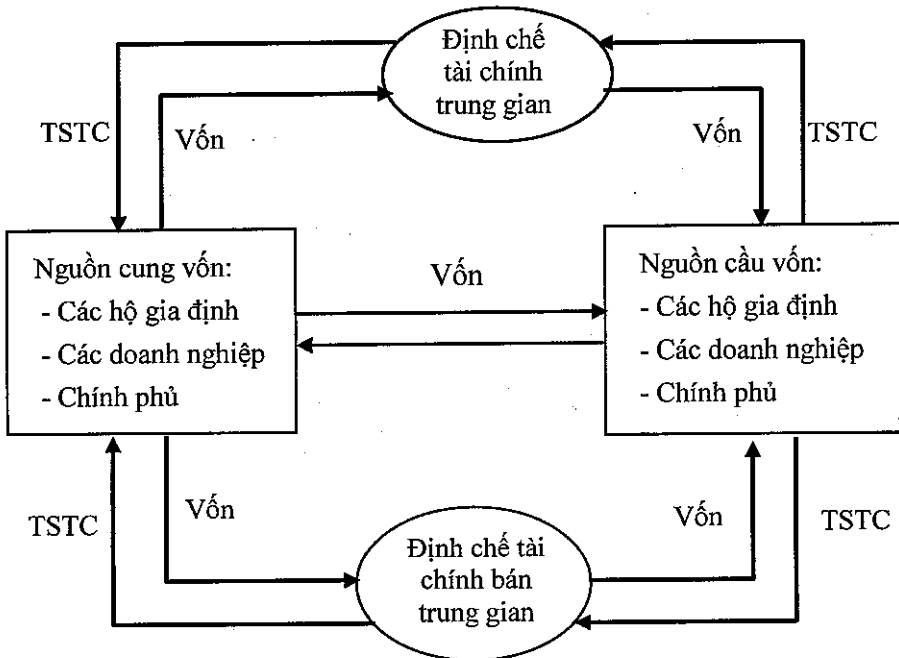 Định chế
tài chính
trung gian
TSTC
Vốn
Vốn
TSTC
Nguồn cung vốn:
- Các hộ gia định
- Các doanh nghiệp
- Chính phủ
Vốn
Nguồn cầu vốn:
- Các hộ gia định
- Các doanh nghiệp
- Chính phủ
TSTC
Vốn
Vốn
TSTC
Định chế tài
chính bán
trung gian